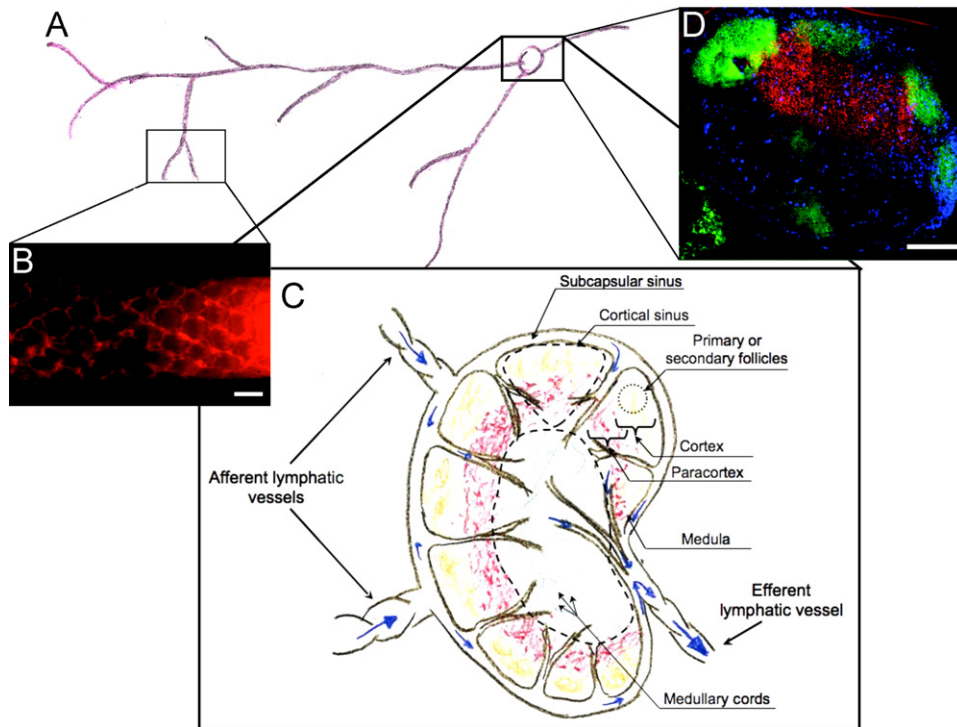 A
D
B
C
Subcapsular sinus
Cortical sinus
Primary or
secondary follicles
Cortex
Paracortex
Afferent lymphatic
vessels
Medula
Efferent
lymphatic vessel
Medullary cords